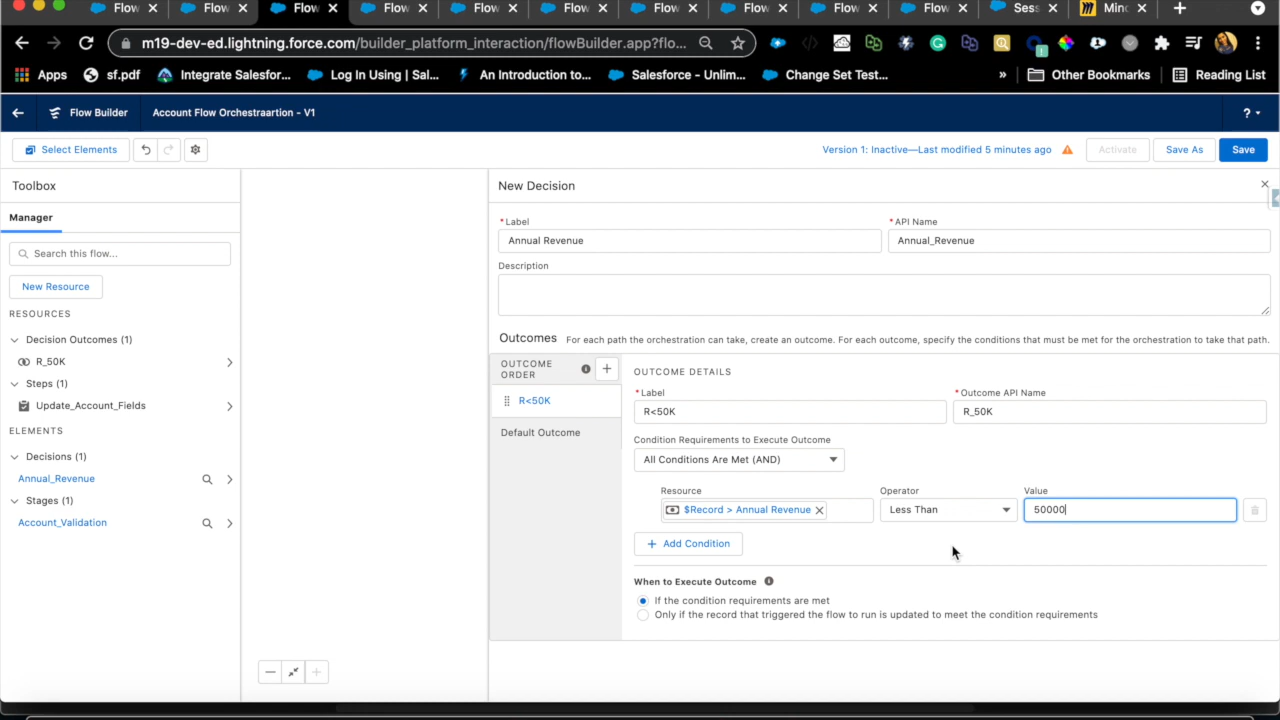 Flow
Flow
Flow
Flow
Flow
Flow
Flow
Flow
Flow
Flow
Sess
Minc
m19-dev-ed.lightning.force.com/builder_platform_interaction/flowBuilder.app?flo...
Apps
sf.pdf
Integrate Salesfor...
Log In Using | Sal...
An Introduction to...
Salesforce - Unlim...
Change Set Test...
»
Other Bookmarks
Reading List
Flow Builder
Account Flow Orchestraartion - V1
?
Select Elements
Version 1: Inactive—Last modified 5 minutes ago
Activate
Save As
Save
Toolbox
Manager
Search this flow...
New Resource
RESOURCES
Decision Outcomes (1)
R_50K
Steps (1)
Update_Account_Fields
ELEMENTS
Decisions (1)
Annual_Revenue
Stages (1)
Account_Validation
New Decision
*Label
Annual Revenue
*API Name
Annual_Revenue
Description
Outcomes
For each path the orchestration can take, create an outcome. For each outcome, specify the conditions that must be met for the orchestration to take that path.
OUTCOME
ORDER
R<50K
Default Outcome
OUTCOME DETAILS
*Label
R<50K
*Outcome API Name
R_50K
Condition Requirements to Execute Outcome
All Conditions Are Met (AND)
Resource
$Record > Annual Revenue
Operator
Less Than
Value
50000
+ Add Condition
When to Execute Outcome
If the condition requirements are met
Only if the record that triggered the flow to run is updated to meet the condition requirements